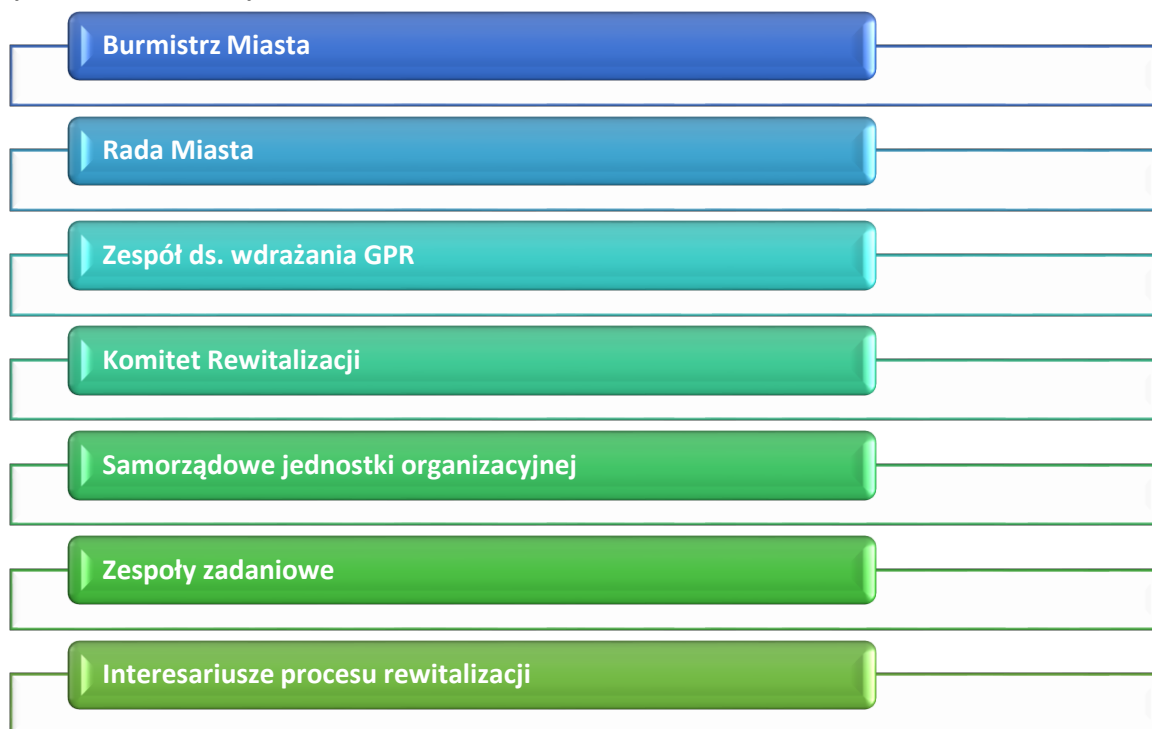 Burmistrz Miasta
Rada Miasta
Zespół ds. wdrażania GPR
Komitet Rewitalizacji
Samorządowe jednostki organizacyjnej
Zespoły zadaniowe
Interesariusze procesu rewitalizacji